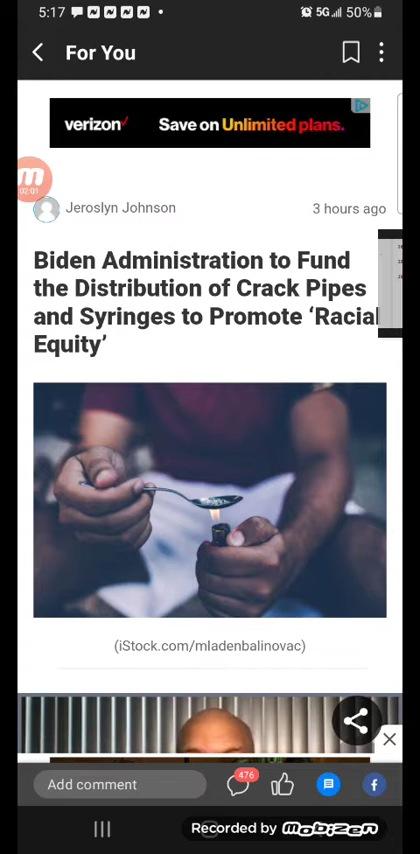 5:17 5G 50%
For You
verizon Save on Unlimited plans.
m
02:01
Jeroslyn Johnson 3 hours ago
Biden Administration to Fund
the Distribution of Crack Pipes
and Syringes to Promote ‘Racial
Equity’
(iStock.com/mladenbalinovac)
476
Add comment
Recorded by mobizen